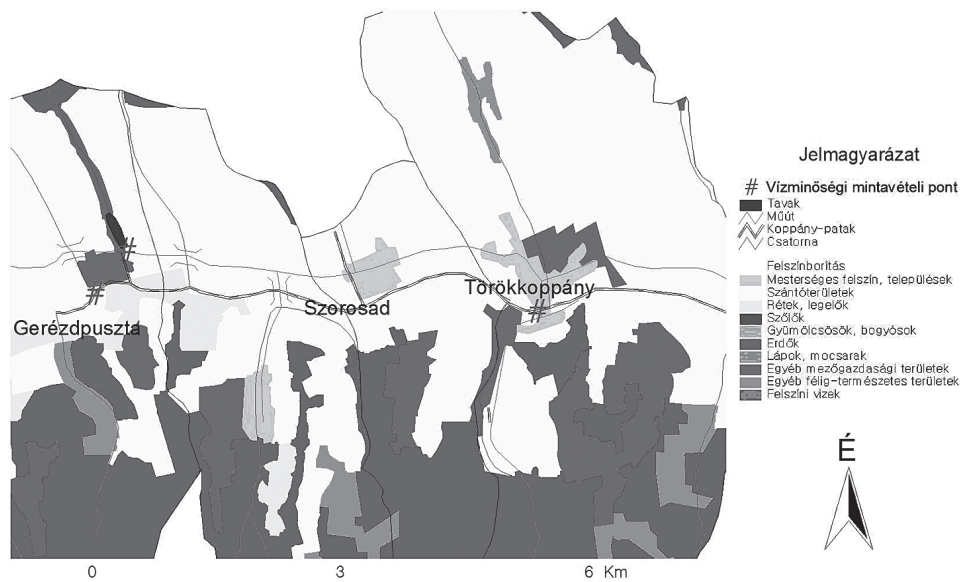 Jelmagyarázat
# Vízminőségi mintavételi pont
Tavak
Műút
Koppány-patak
Csatorna
Felszínborítás
Mesterséges felszín, települések
Szántóterületek
Rétek, legelők
Szőlők
Gyümölcsösök, bogyósok
Erdők
Lápok, mocsarak
Egyéb mezőgazdasági területek
Egyéb félig-természetes területek
Felszíni vizek
#
#
#
Törökkoppány
Szorosad
Gerézdpuszta
É
0 3 6 Km